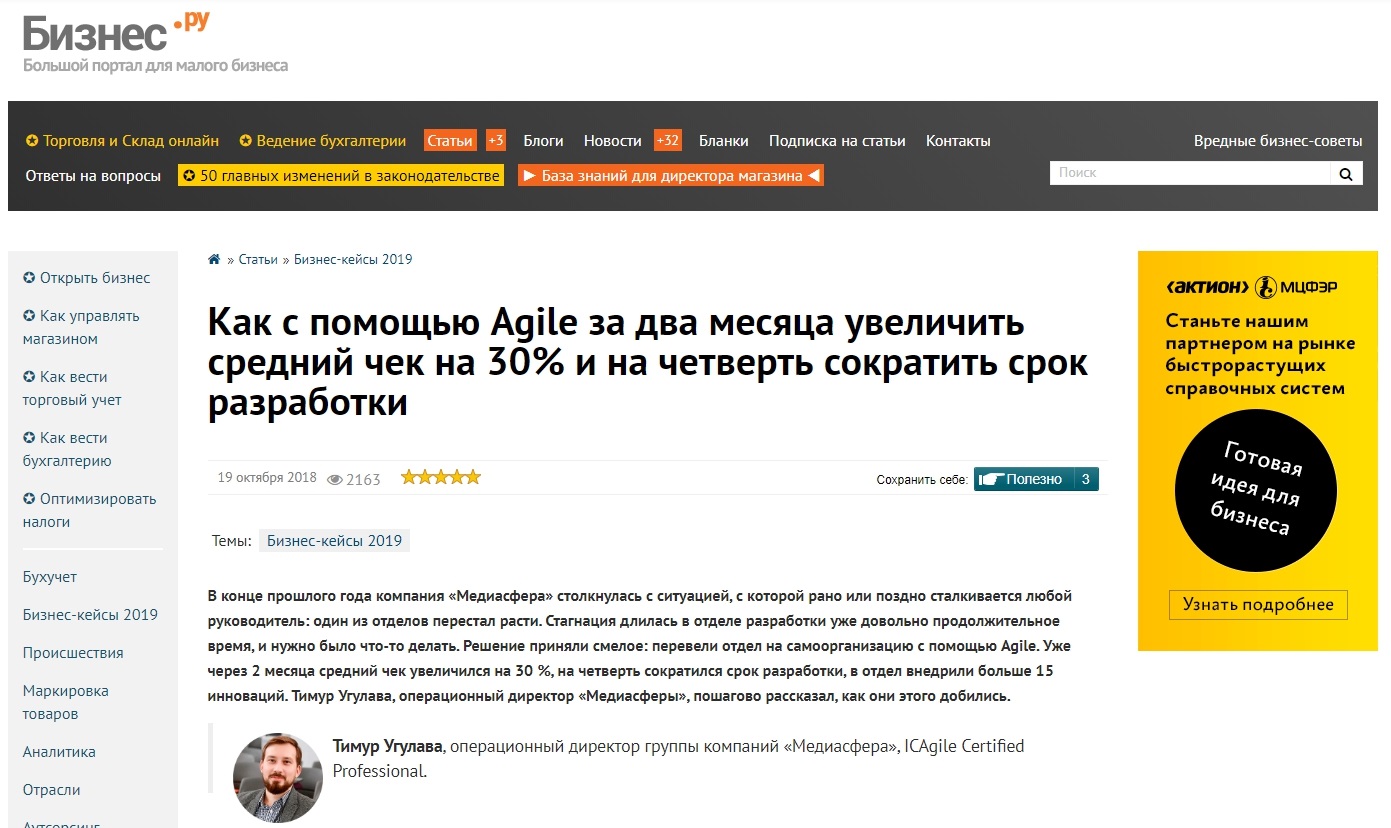 Бизнес.ру
Большой портал для малого бизнеса
✪ Торговля и Склад онлайн ✪ Ведение бухгалтерии Статьи +3 Блоги Новости +32 Бланки Подписка на статьи Контакты Вредные бизнес-советы
Ответы на вопросы ✪ 50 главных изменений в законодательстве ► База знаний для директора магазина ◄ Поиск
✪ Открыть бизнес
✪ Как управлять
магазином
✪ Как вести
торговый учет
✪ Как вести
бухгалтерию
✪ Оптимизировать
налоги
Бухучет
Бизнес-кейсы 2019
Происшествия
Маркировка
товаров
Аналитика
Отрасли
Аутсорсинг
» Статьи » Бизнес-кейсы 2019
Как с помощью Agile за два месяца увеличить
средний чек на 30% и на четверть сократить срок
разработки
19 октября 2018 2163 Сохранить себе: Полезно 3
Темы: Бизнес-кейсы 2019
В конце прошлого года компания «Медиасфера» столкнулась с ситуацией, с которой рано или поздно сталкивается любой
руководитель: один из отделов перестал расти. Стагнация длилась в отделе разработки уже довольно продолжительное
время, и нужно было что-то делать. Решение приняли смелое: перевели отдел на самоорганизацию с помощью Agile. Уже
через 2 месяца средний чек увеличился на 30 %, на четверть сократился срок разработки, в отдел внедрили больше 15
инноваций. Тимур Угулава, операционный директор «Медиасферы», пошагово рассказал, как они этого добились.
Тимур Угулава, операционный директор группы компаний «Медиасфера», ICAgile Certified
Professional.
‹актион› МЦФЭР
Станьте нашим
партнером на рынке
быстрорастущих
справочных систем
Готовая
идея для
бизнеса
Узнать подробнее